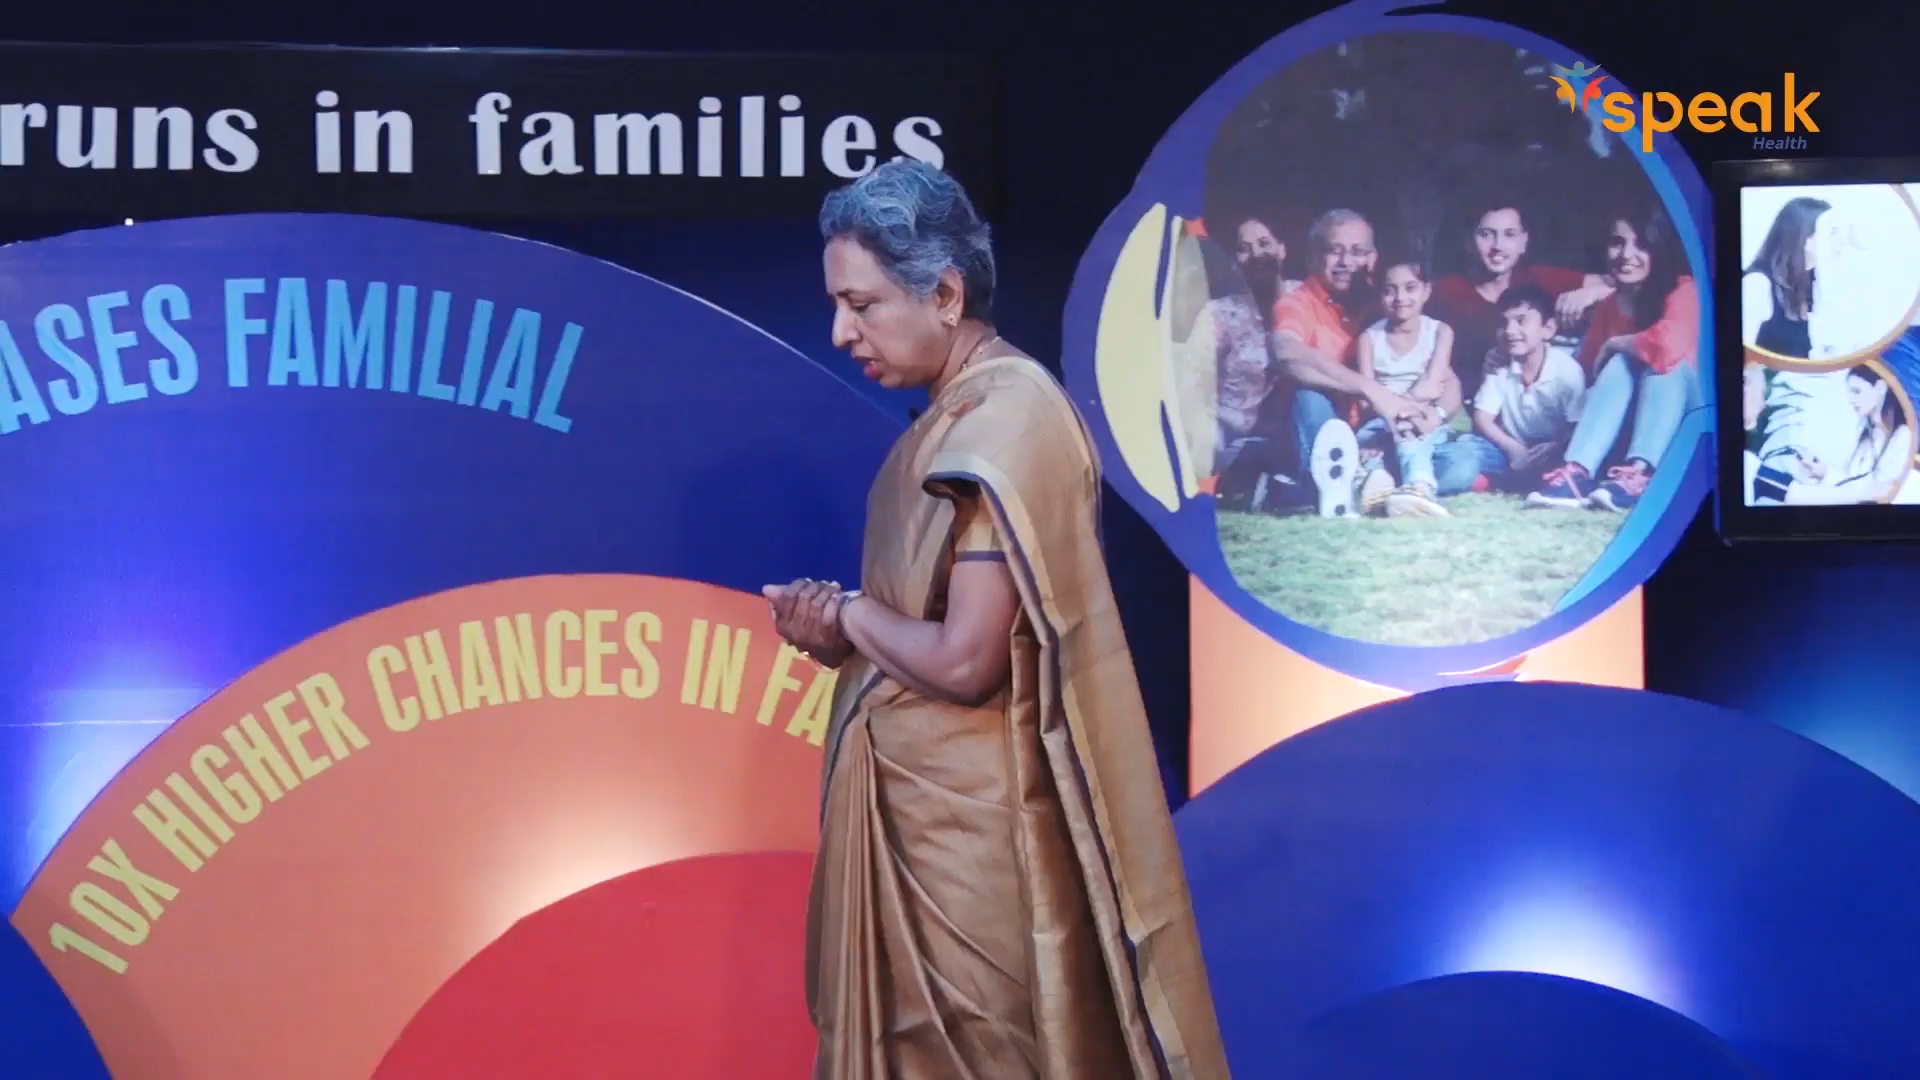 runs in families
speak
Health
ASES FAMILIAL
10X HIGHER CHANCES IN FA